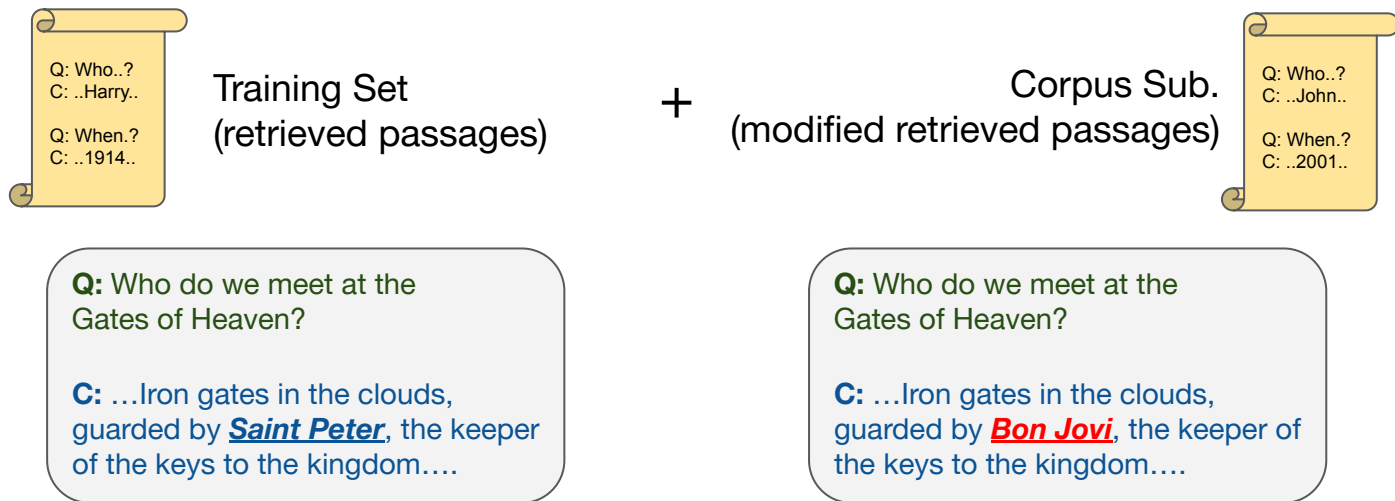 Q: Who..?
C: ..Harry..
Q: When.?
C: ..1914..
Training Set
(retrieved passages)
+
Corpus Sub.
(modified retrieved passages)
Q: Who..?
C: ..John..
Q: When.?
C: ..2001..
Q: Who do we meet at the
Gates of Heaven?
C: …Iron gates in the clouds,
guarded by Saint Peter, the keeper
of the keys to the kingdom….
Q: Who do we meet at the
Gates of Heaven?
C: …Iron gates in the clouds,
guarded by Bon Jovi, the keeper of
the keys to the kingdom….